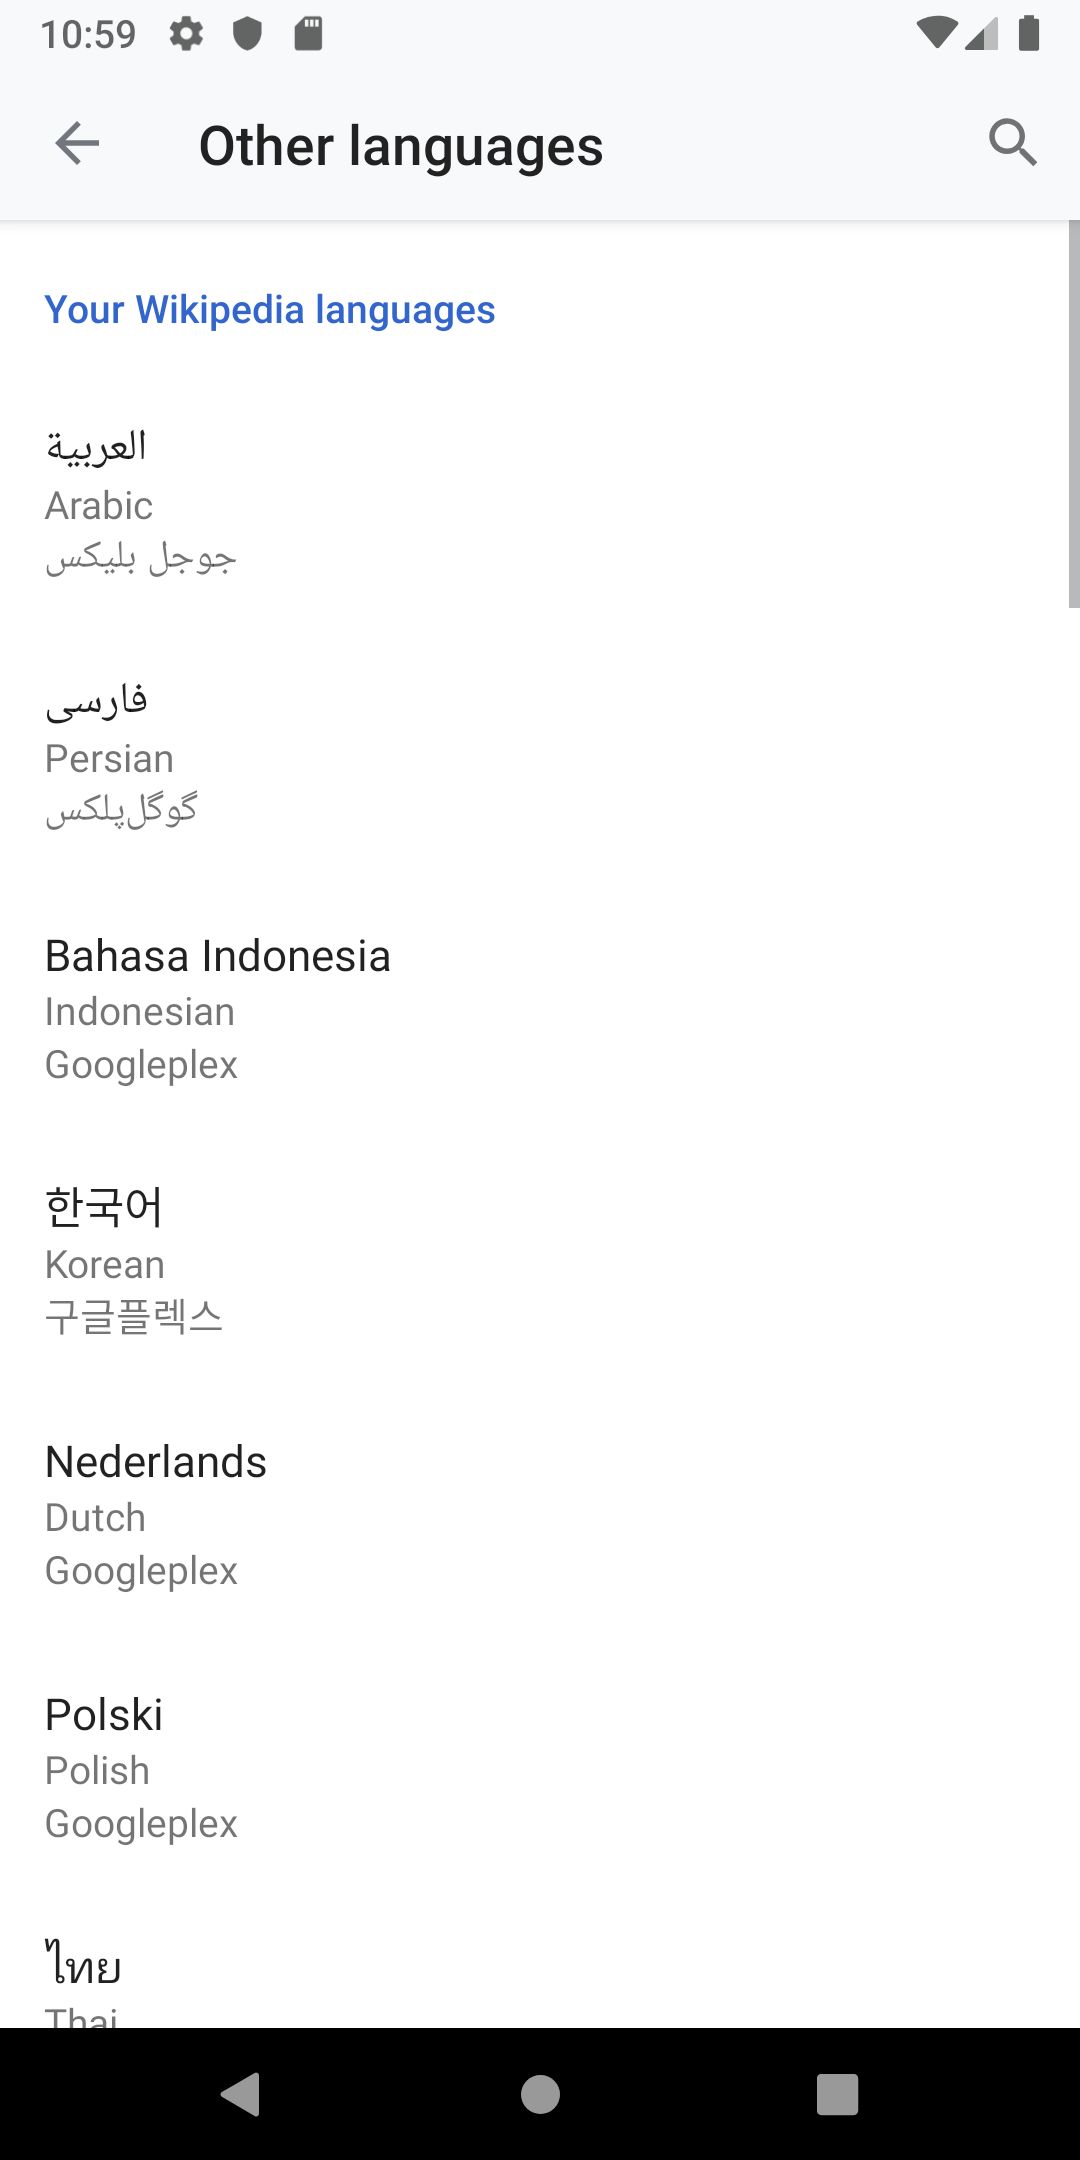 10:59
Other languages
Your Wikipedia languages
العربية
Arabic
جوجل بليكس
فارسی
Persian
گوگل‌پلکس
Bahasa Indonesia
Indonesian
Googleplex
한국어
Korean
구글플렉스
Nederlands
Dutch
Googleplex
Polski
Polish
Googleplex
ไทย
Thai